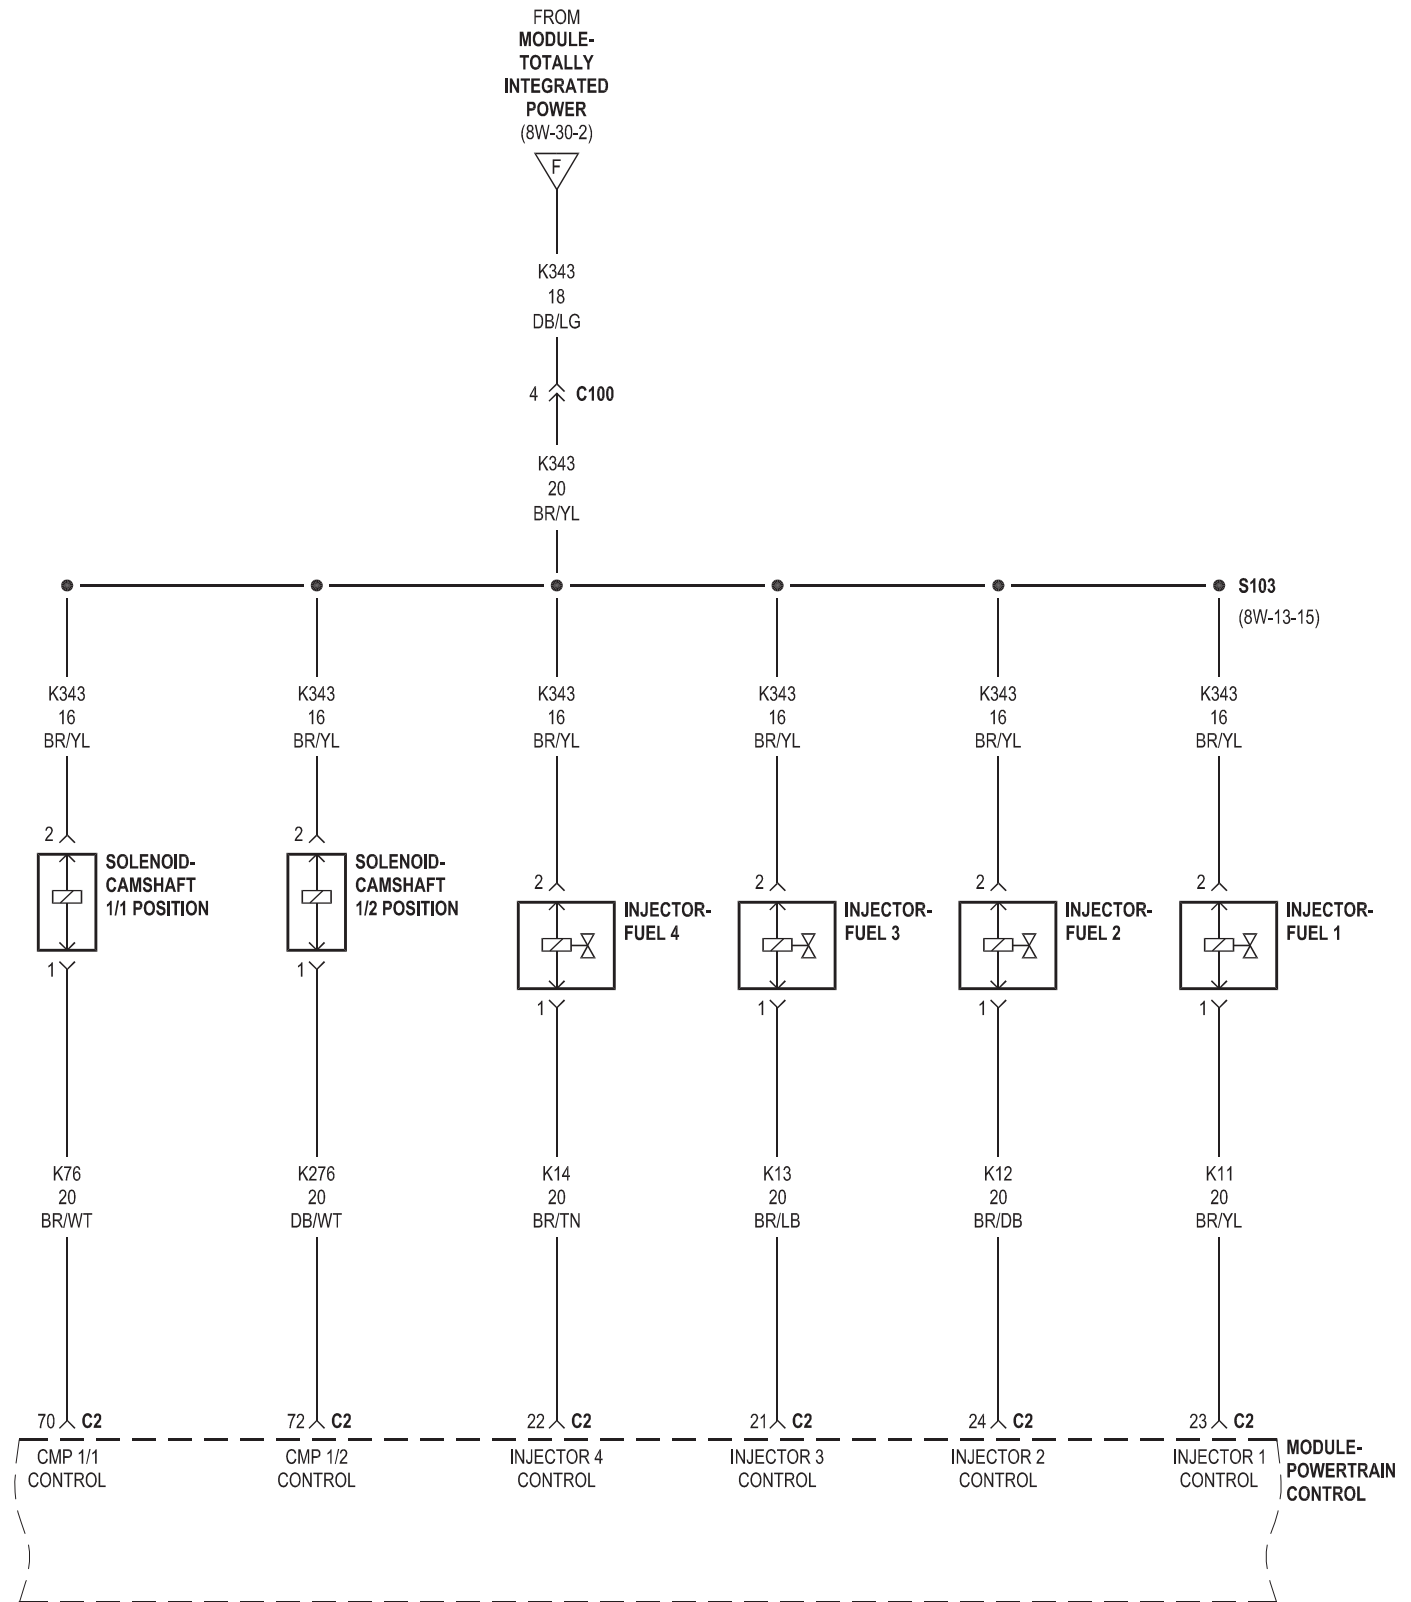 FROM
MODULE-
TOTALLY
INTEGRATED
POWER
(8W-30-2)
F
K343
18
DB/LG
4 C100
K343
20
BR/YL
S103
(8W-13-15)
K343 K343 K343 K343 K343 K343
16 16 16 16 16 16
BR/YL BR/YL BR/YL BR/YL BR/YL BR/YL
2 2
SOLENOID-
CAMSHAFT
1/1 POSITION
SOLENOID-
CAMSHAFT
1/2 POSITION
2 2 2 2
INJECTOR-
FUEL 4
INJECTOR-
FUEL 3
INJECTOR-
FUEL 2
INJECTOR-
FUEL 1
1 1
1 1 1 1
K76 K276 K14 K13 K12 K11
20 20 20 20 20 20
BR/WT DB/WT BR/TN BR/LB BR/DB BR/YL
70 C2 72 C2 22 C2 21 C2 24 C2 23 C2
CMP 1/1
CONTROL
CMP 1/2
CONTROL
INJECTOR 4
CONTROL
INJECTOR 3
CONTROL
INJECTOR 2
CONTROL
INJECTOR 1
CONTROL
MODULE-
POWERTRAIN
CONTROL